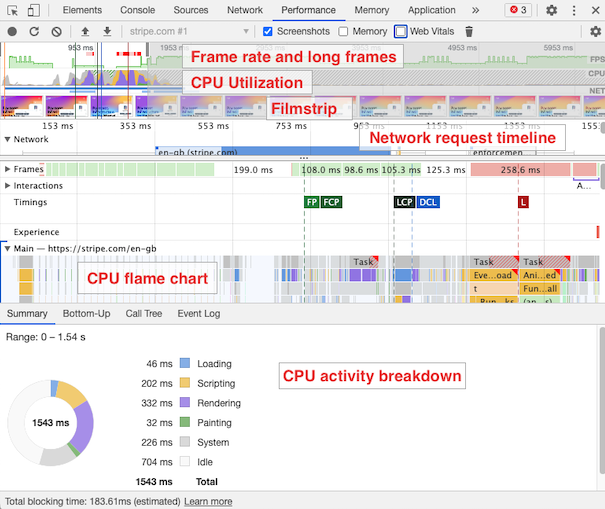 Elements Console Sources Network Performance Memory Application » 3
stripe.com #1 Screenshots Memory Web Vitals
953 ms 1953 ms 4953 ms 5953 ms
FPS
Frame rate and long frames
CPU
CPU Utilization
NET
Filmstrip
153 ms 353 ms 553 ms 753 ms 953 ms 1153 ms 1353 ms 155
Network request timeline
Network
en-gb (stripe.com)
Frames 199.0 ms 108.0 ms 98.6 ms 105.3 ms 125.3 ms 258.6 ms
Interactions A…
Timings FP FCP LCP DCL L
Experience
Main — https://stripe.com/en-gb
Task Task Task
CPU flame chart
Eve…oad Ani…ed
t Fun…all
Run…ks (an…s)
Summary Bottom-Up Call Tree Event Log
Range: 0 – 1.54 s
CPU activity breakdown
1543 ms
46 ms Loading
202 ms Scripting
332 ms Rendering
32 ms Painting
226 ms System
704 ms Idle
1543 ms Total
Total blocking time: 183.61ms (estimated) Learn more